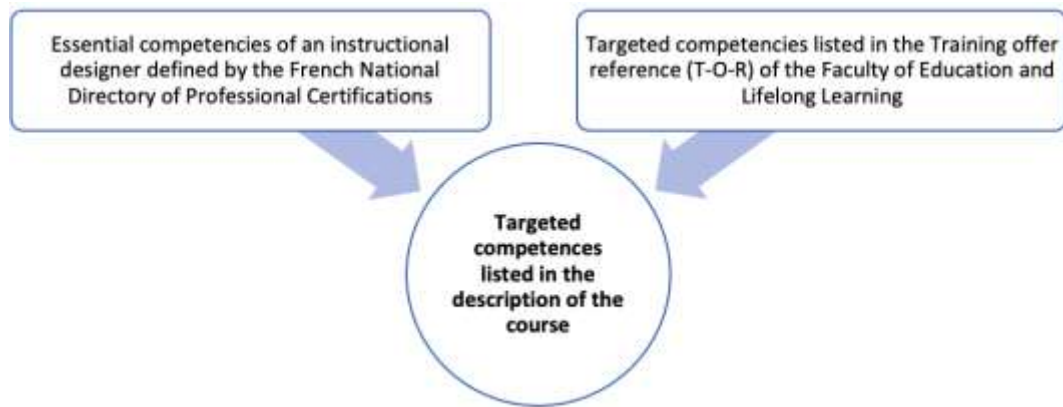 Essential competencies of an instructional
designer defined by the French National
Directory of Professional Certifications
Targeted competencies listed in the Training offer
reference (T-O-R) of the Faculty of Education and
Lifelong Learning
Targeted
competences
listed in the
description of the
course